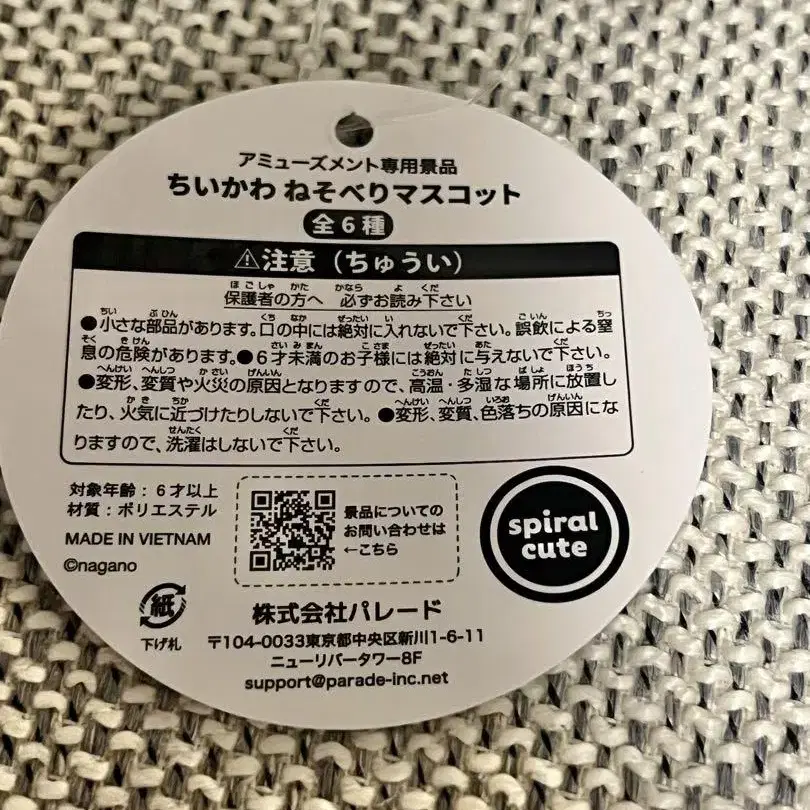 アミューズメント専用景品
ちいかわ ねそべりマスコット
全6種
⚠注意（ちゅうい）
保護者の方へ 必ずお読み下さい
●小さな部品があります。口の中には絶対に入れないで下さい。誤飲による窒
息の危険があります。●6才未満のお子様には絶対に与えないで下さい。
●変形、変質や火災の原因となりますので、高温・多湿な場所に放置し
たり、火気に近づけたりしないで下さい。●変形、変質、色落ちの原因にな
りますので、洗濯はしないで下さい。
対象年齢：6才以上
材質：ポリエステル
MADE IN VIETNAM
©nagano
景品についての
お問い合わせは
←こちら
spiral
cute
紙
下げ札
株式会社パレード
〒104-0033東京都中央区新川1-6-11
ニューリバータワー8F
support@parade-inc.net